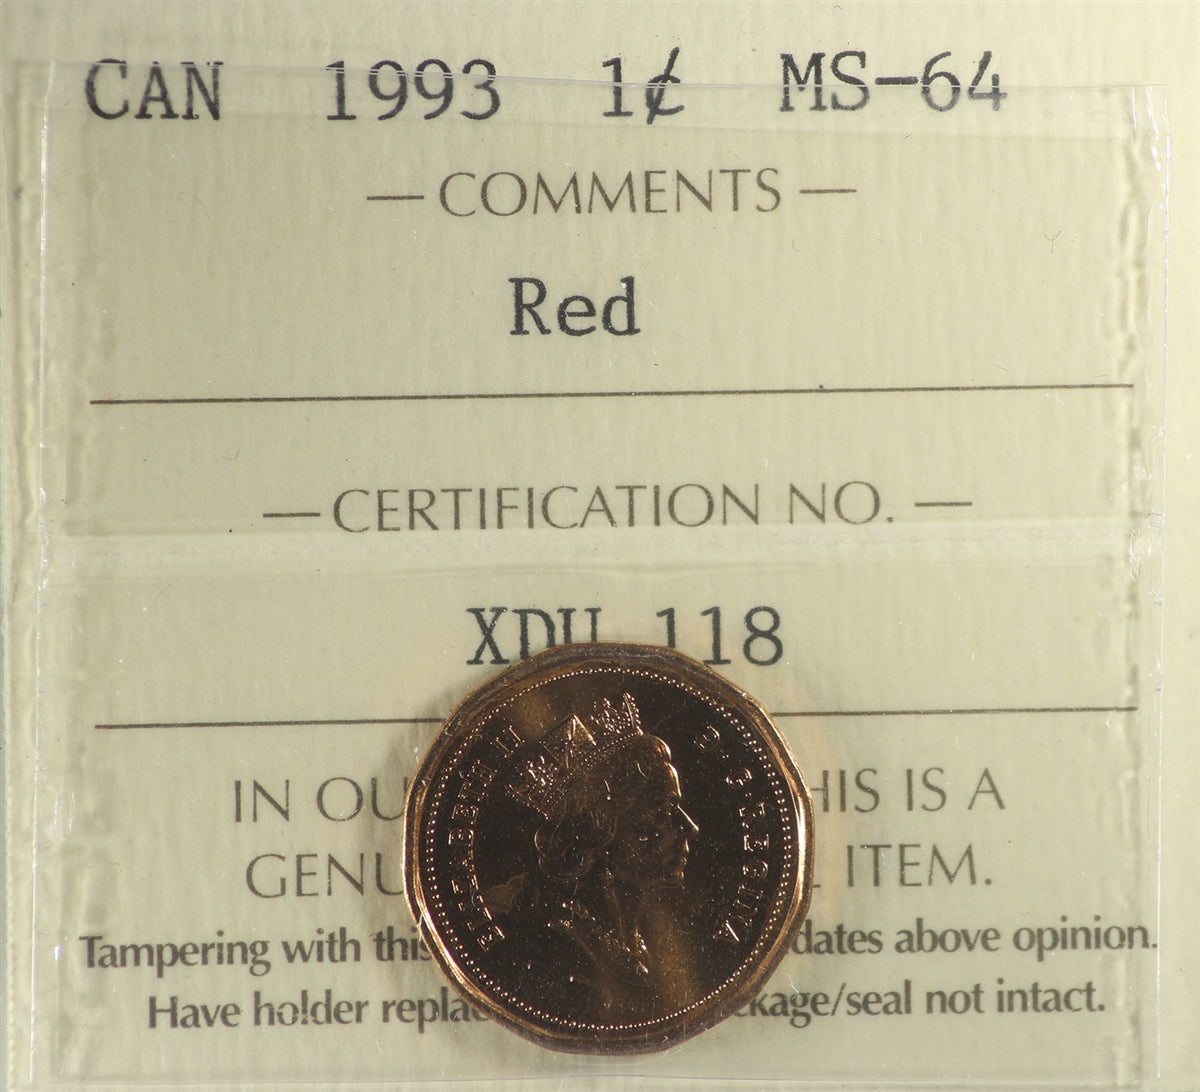 CAN 1993 1¢ MS-64
— COMMENTS —
Red
— CERTIFICATION NO. —
XDU 118
IN OU HIS IS A
GENU ITEM.
Tampering with this dates above opinion.
Have holder repla kage/seal not intact.
ELIZABETH II D·G·REGINA